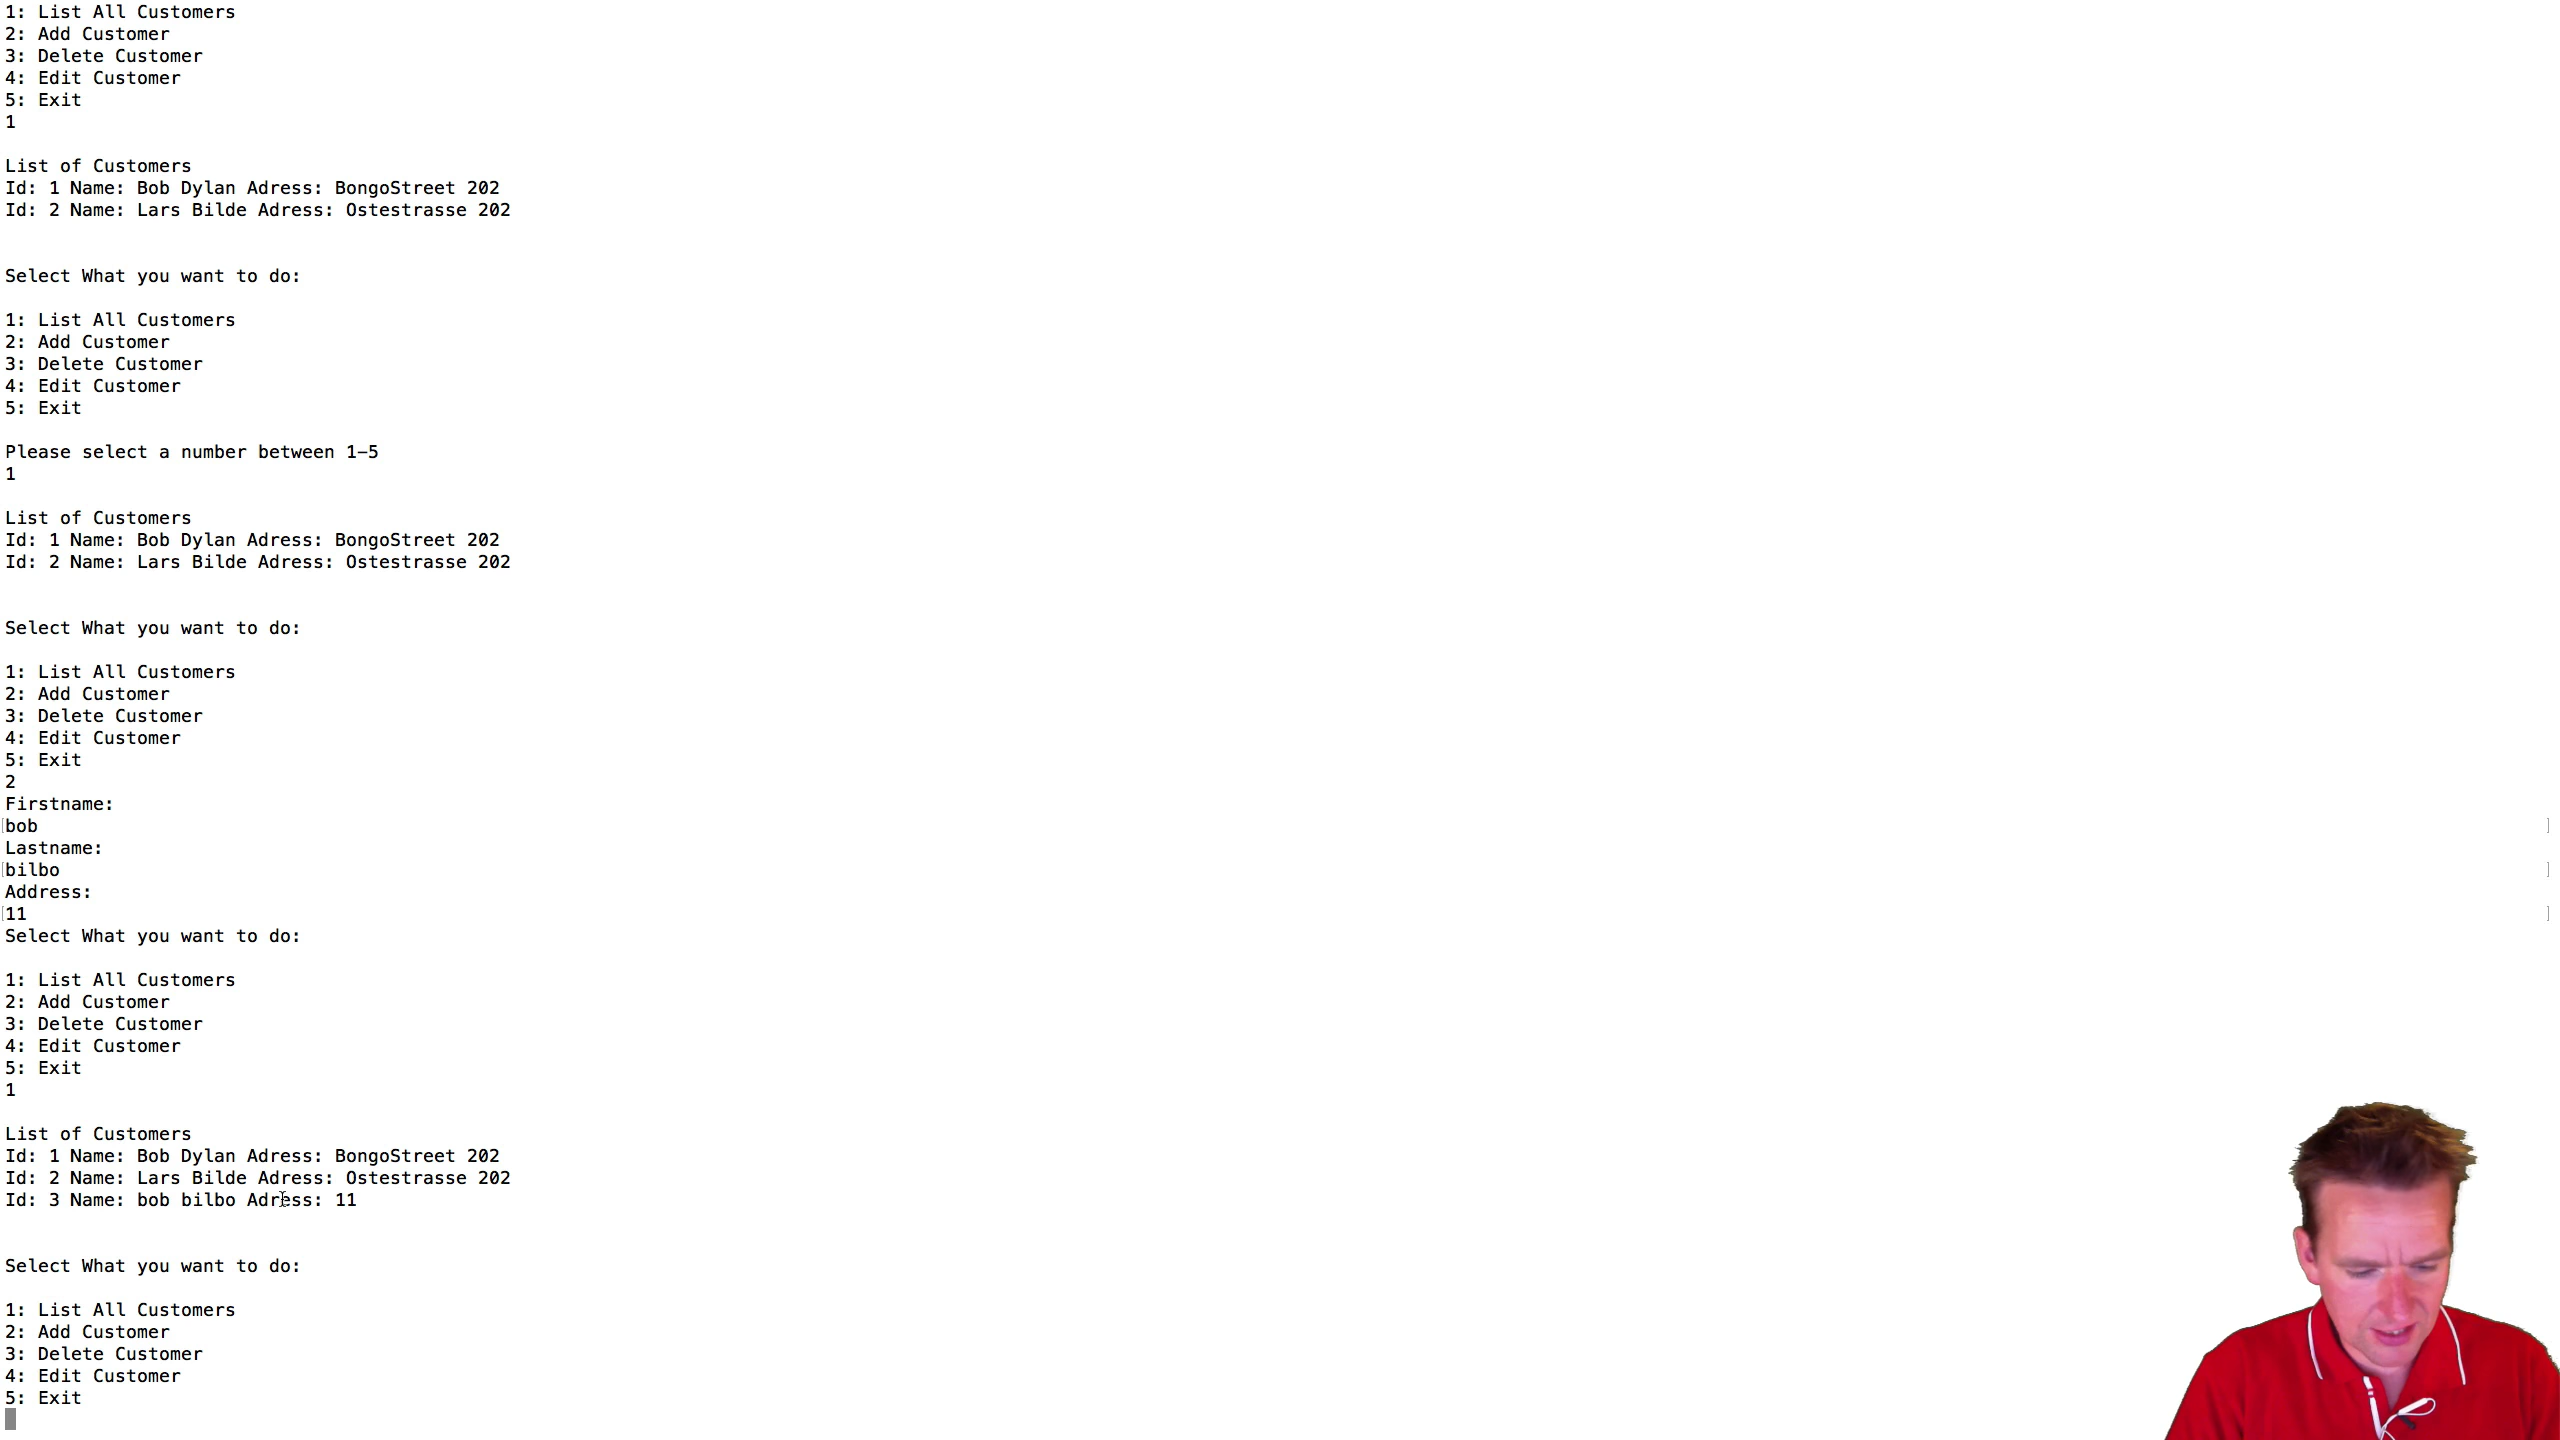 1: List All Customers
2: Add Customer
3: Delete Customer
4: Edit Customer
5: Exit
1
List of Customers
Id: 1 Name: Bob Dylan Adress: BongoStreet 202
Id: 2 Name: Lars Bilde Adress: Ostestrasse 202
Select What you want to do:
1: List All Customers
2: Add Customer
3: Delete Customer
4: Edit Customer
5: Exit
Please select a number between 1-5
1
List of Customers
Id: 1 Name: Bob Dylan Adress: BongoStreet 202
Id: 2 Name: Lars Bilde Adress: Ostestrasse 202
Select What you want to do:
1: List All Customers
2: Add Customer
3: Delete Customer
4: Edit Customer
5: Exit
2
Firstname:
bob
Lastname:
bilbo
Address:
11
Select What you want to do:
1: List All Customers
2: Add Customer
3: Delete Customer
4: Edit Customer
5: Exit
1
List of Customers
Id: 1 Name: Bob Dylan Adress: BongoStreet 202
Id: 2 Name: Lars Bilde Adress: Ostestrasse 202
Id: 3 Name: bob bilbo Adress: 11
Select What you want to do:
1: List All Customers
2: Add Customer
3: Delete Customer
4: Edit Customer
5: Exit